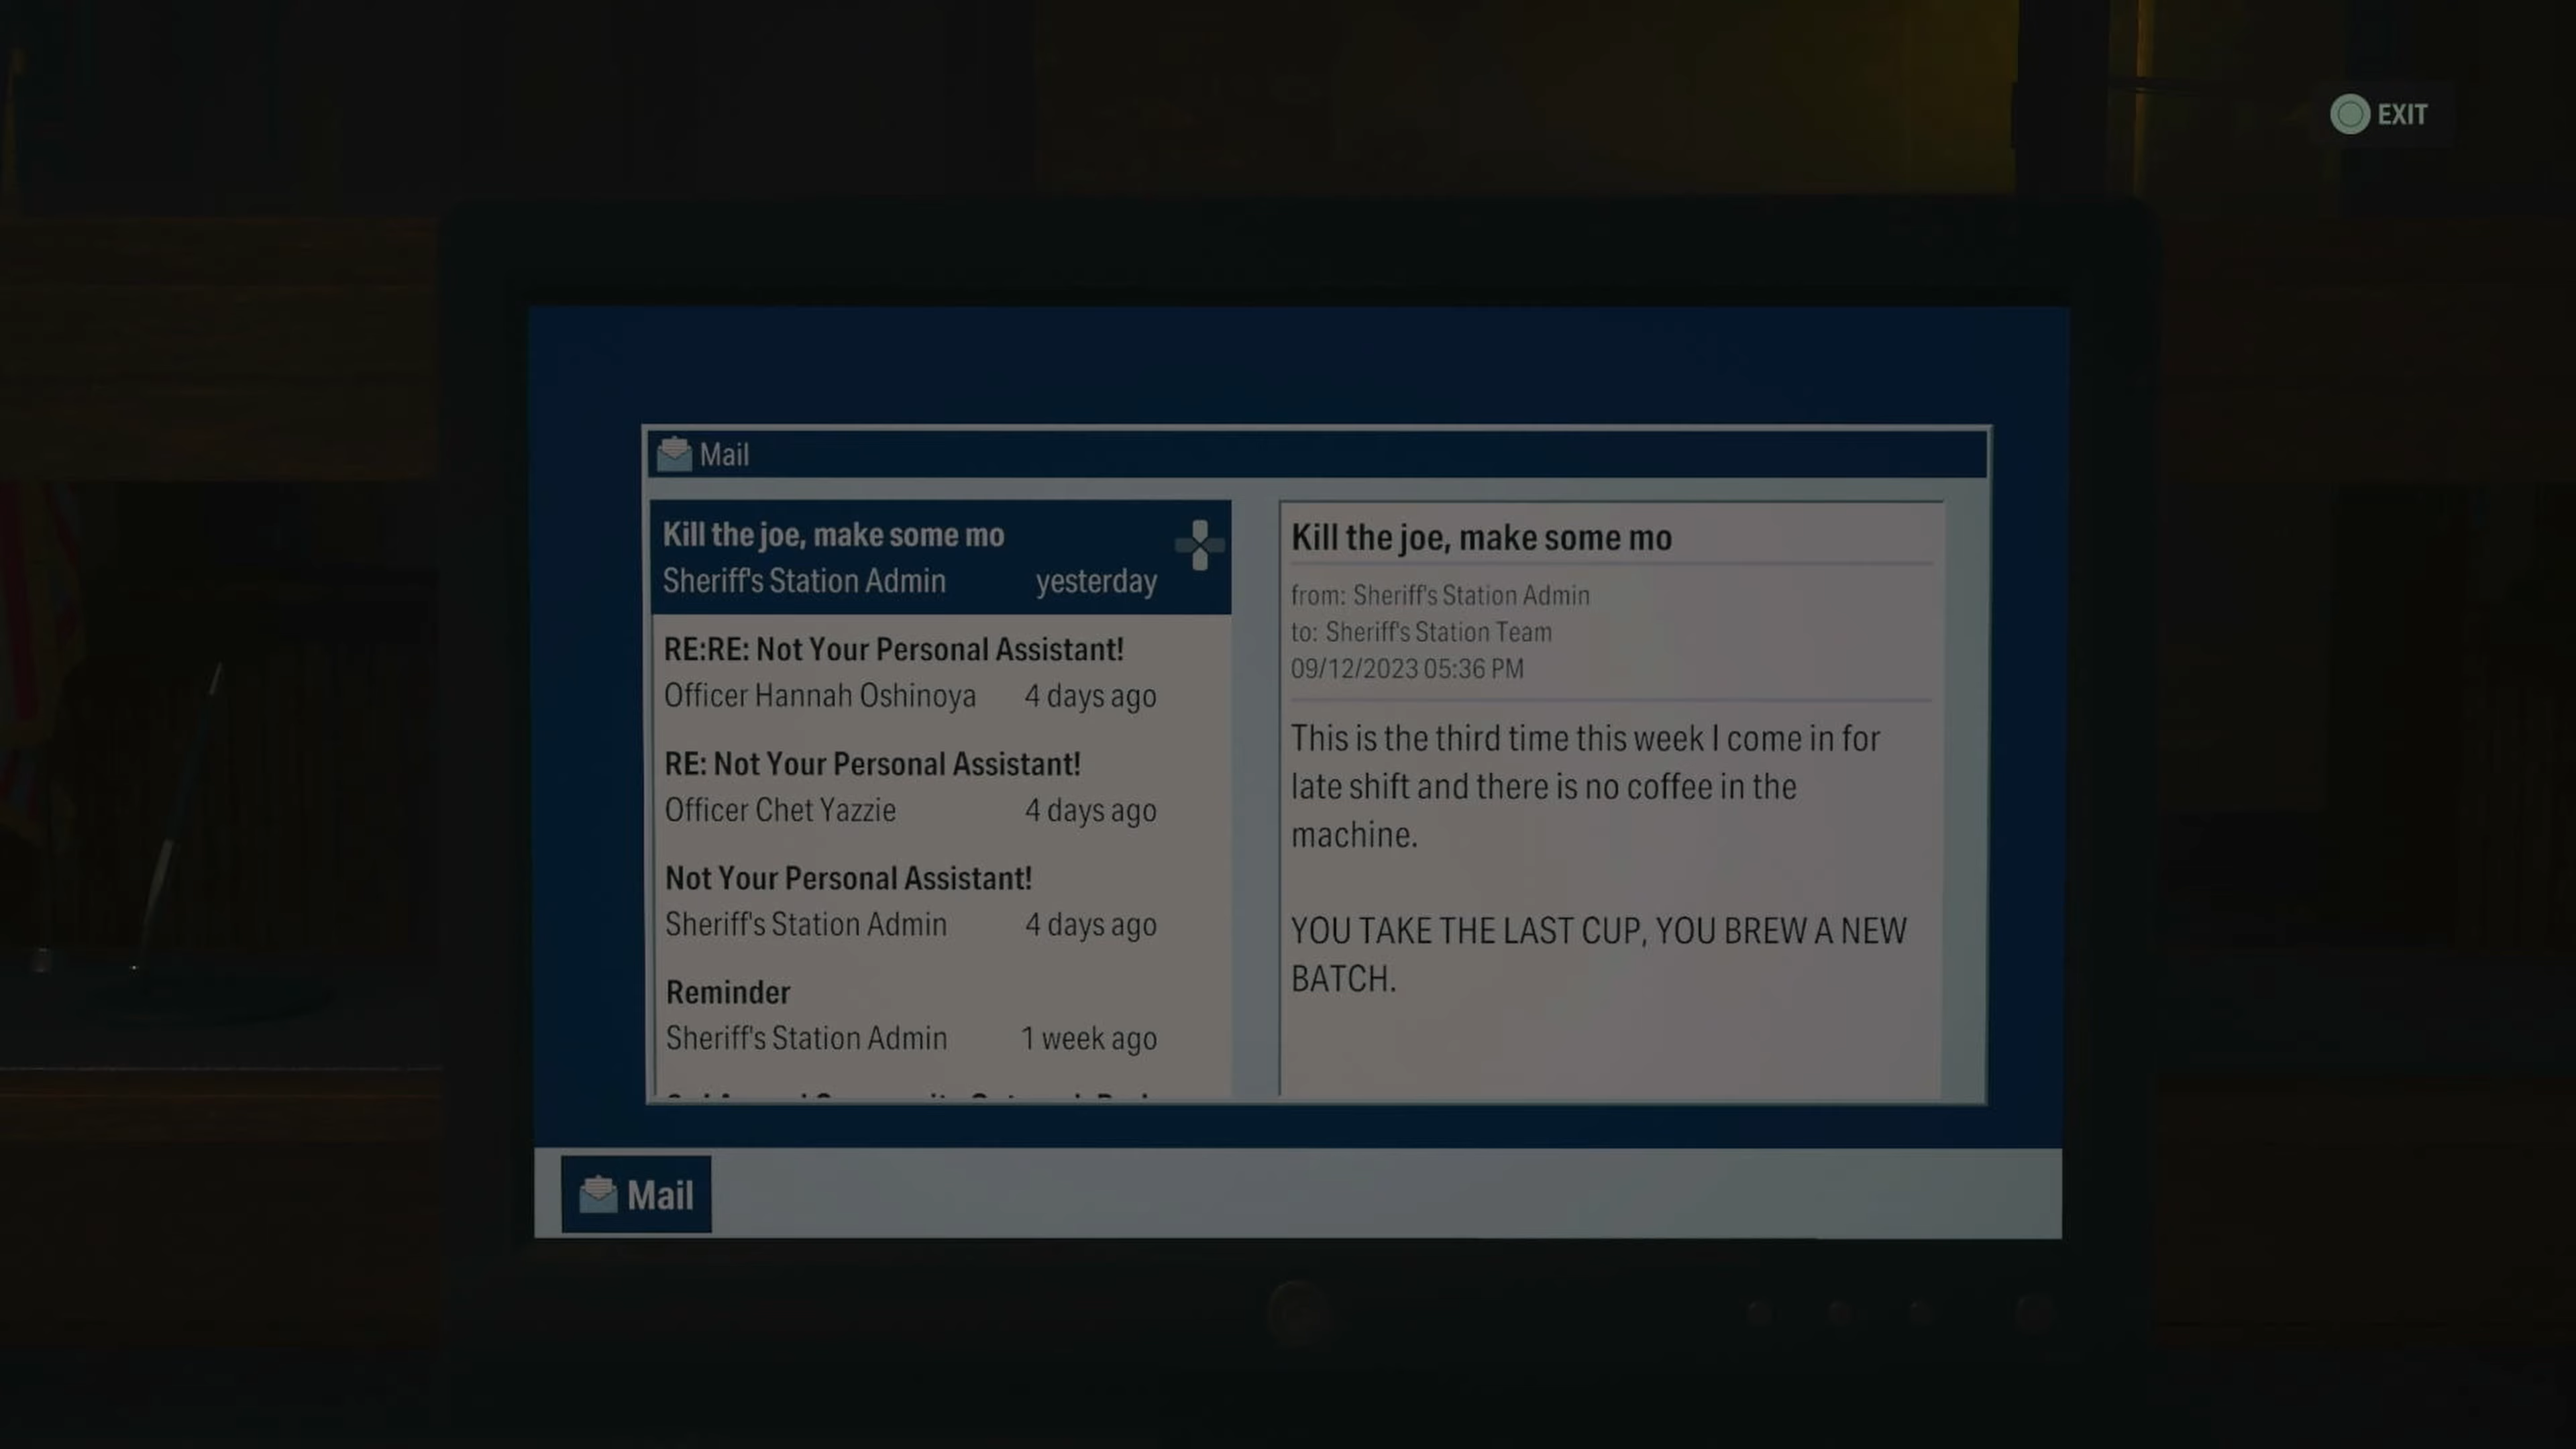 EXIT
Mail
Kill the joe, make some mo
Sheriff's Station Admin yesterday
RE:RE: Not Your Personal Assistant!
Officer Hannah Oshinoya 4 days ago
RE: Not Your Personal Assistant!
Officer Chet Yazzie 4 days ago
Not Your Personal Assistant!
Sheriff's Station Admin 4 days ago
Reminder
Sheriff's Station Admin 1 week ago
Kill the joe, make some mo
from: Sheriff's Station Admin
to: Sheriff's Station Team
09/12/2023 05:36 PM
This is the third time this week I come in for
late shift and there is no coffee in the
machine.
YOU TAKE THE LAST CUP, YOU BREW A NEW
BATCH.
Mail